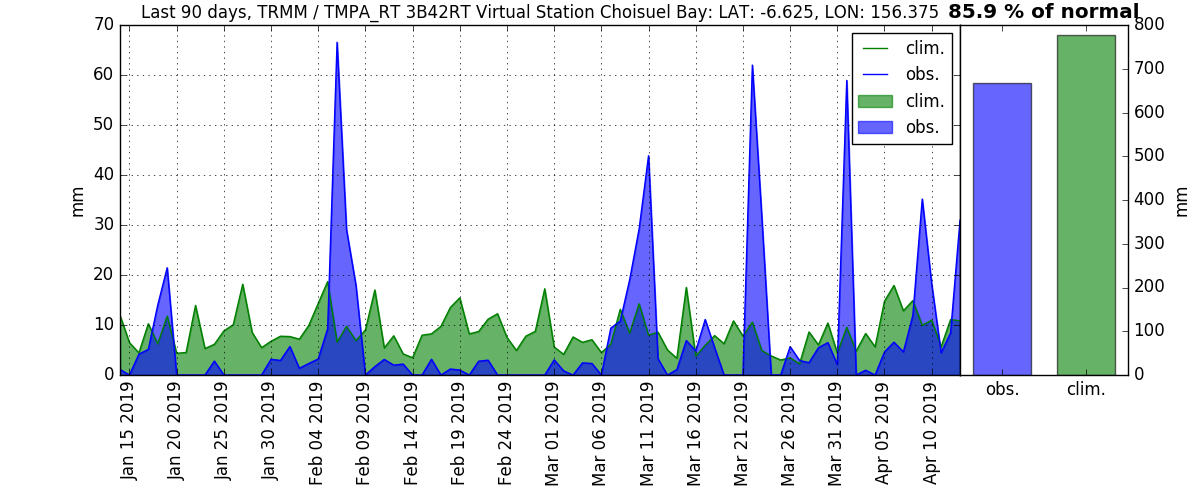 Last 90 days, TRMM / TMPA_RT 3B42RT Virtual Station Choisuel Bay: LAT: -6.625, LON: 156.375
85.9 % of normal
70
60
50
40
30
20
10
0
mm
clim.
obs.
clim.
obs.
800
700
600
500
400
300
200
100
0
mm
Jan 15 2019
Jan 20 2019
Jan 25 2019
Jan 30 2019
Feb 04 2019
Feb 09 2019
Feb 14 2019
Feb 19 2019
Feb 24 2019
Mar 01 2019
Mar 06 2019
Mar 11 2019
Mar 16 2019
Mar 21 2019
Mar 26 2019
Mar 31 2019
Apr 05 2019
Apr 10 2019
obs.
clim.